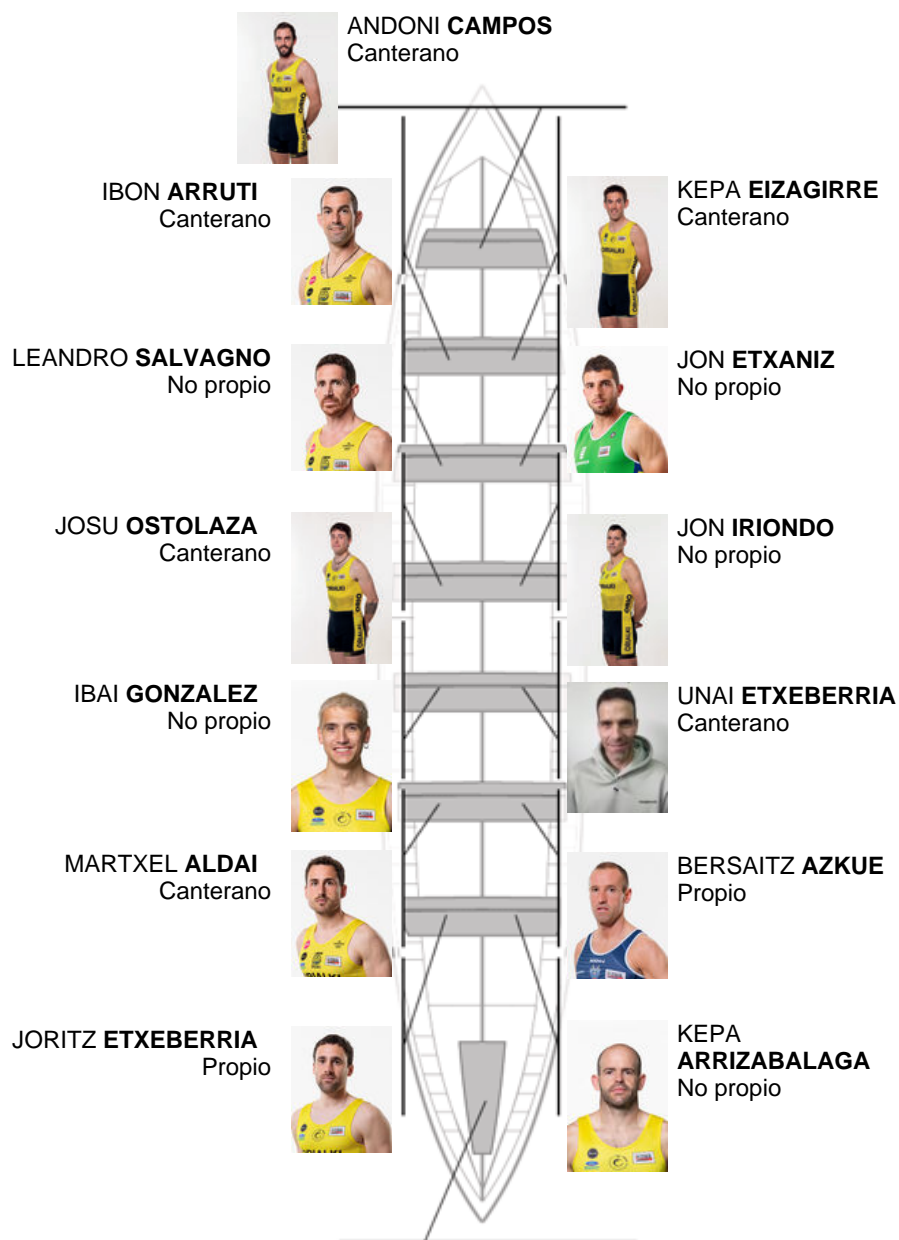 ANDONI CAMPOS
Canterano
IBON ARRUTI
Canterano
KEPA EIZAGIRRE
Canterano
LEANDRO SALVAGNO
No propio
JON ETXANIZ
No propio
JOSU OSTOLAZA
Canterano
JON IRIONDO
No propio
IBAI GONZALEZ
No propio
UNAI ETXEBERRIA
Canterano
MARTXEL ALDAI
Canterano
BERSAITZ AZKUE
Propio
JORITZ ETXEBERRIA
Propio
KEPA
ARRIZABALAGA
No propio